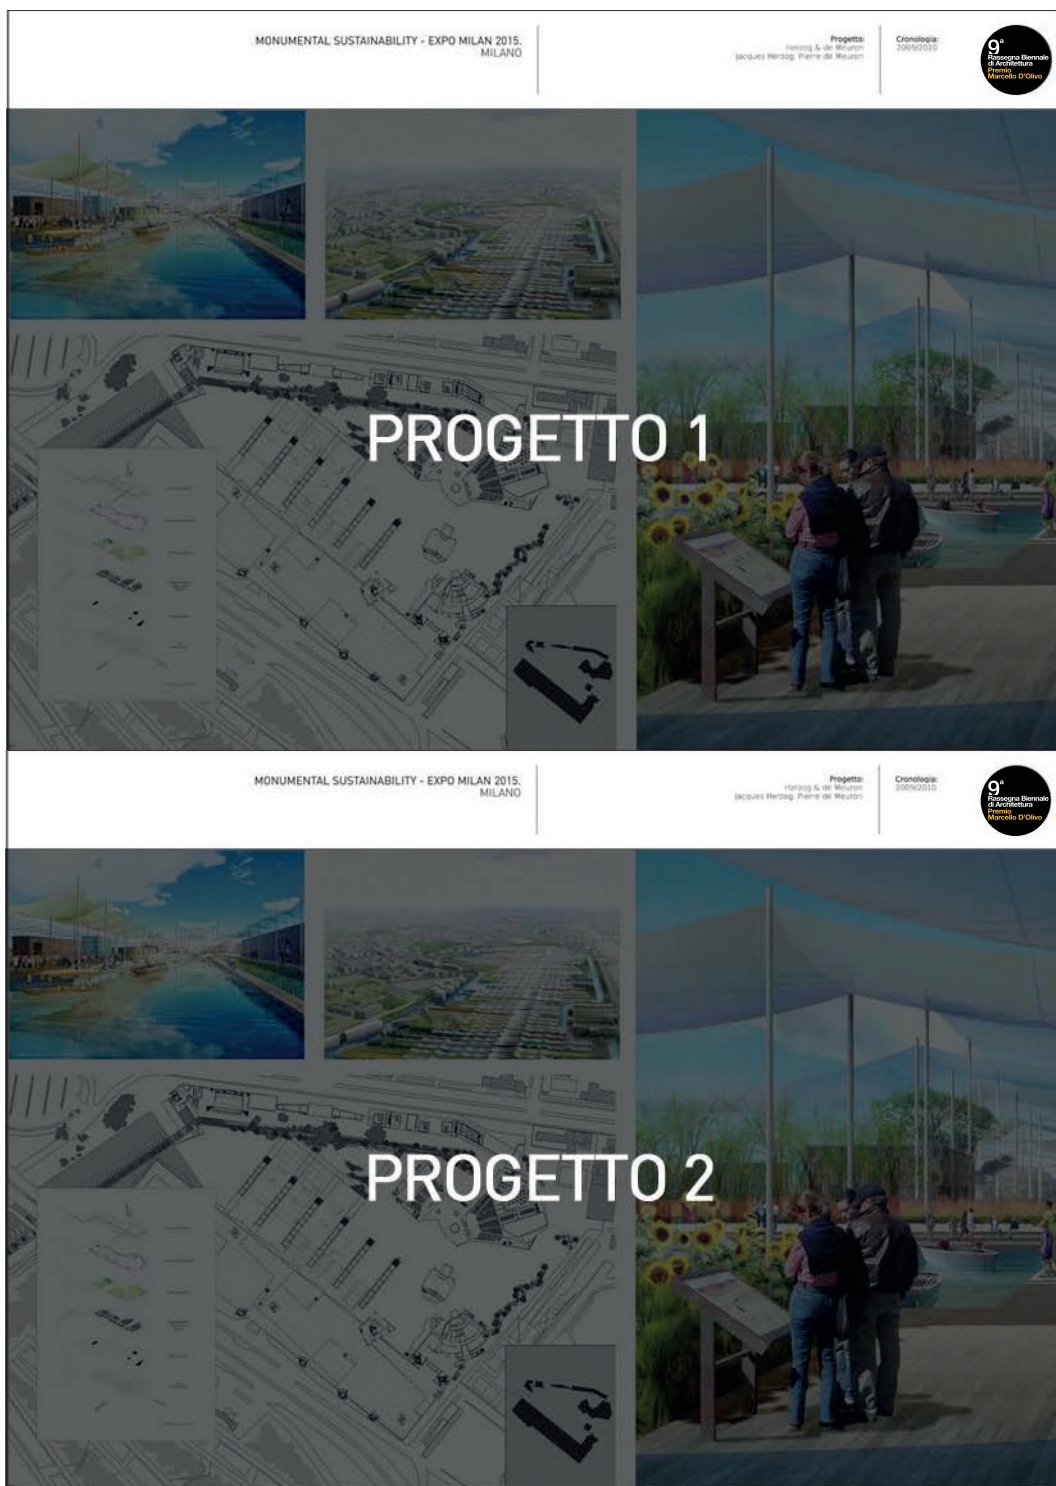 MONUMENTAL SUSTAINABILITY - EXPO MILAN 2015.
MILANO
Progetto:
Herzog & de Meuron
Jacques Herzog, Pierre de Meuron
Cronologia:
2009/2010
9ª
Rassegna Biennale
di Architettura
Premio
Marcello D'Olivo
PROGETTO 1
MONUMENTAL SUSTAINABILITY - EXPO MILAN 2015.
MILANO
Progetto:
Herzog & de Meuron
Jacques Herzog, Pierre de Meuron
Cronologia:
2009/2010
9ª
Rassegna Biennale
di Architettura
Premio
Marcello D'Olivo
PROGETTO 2